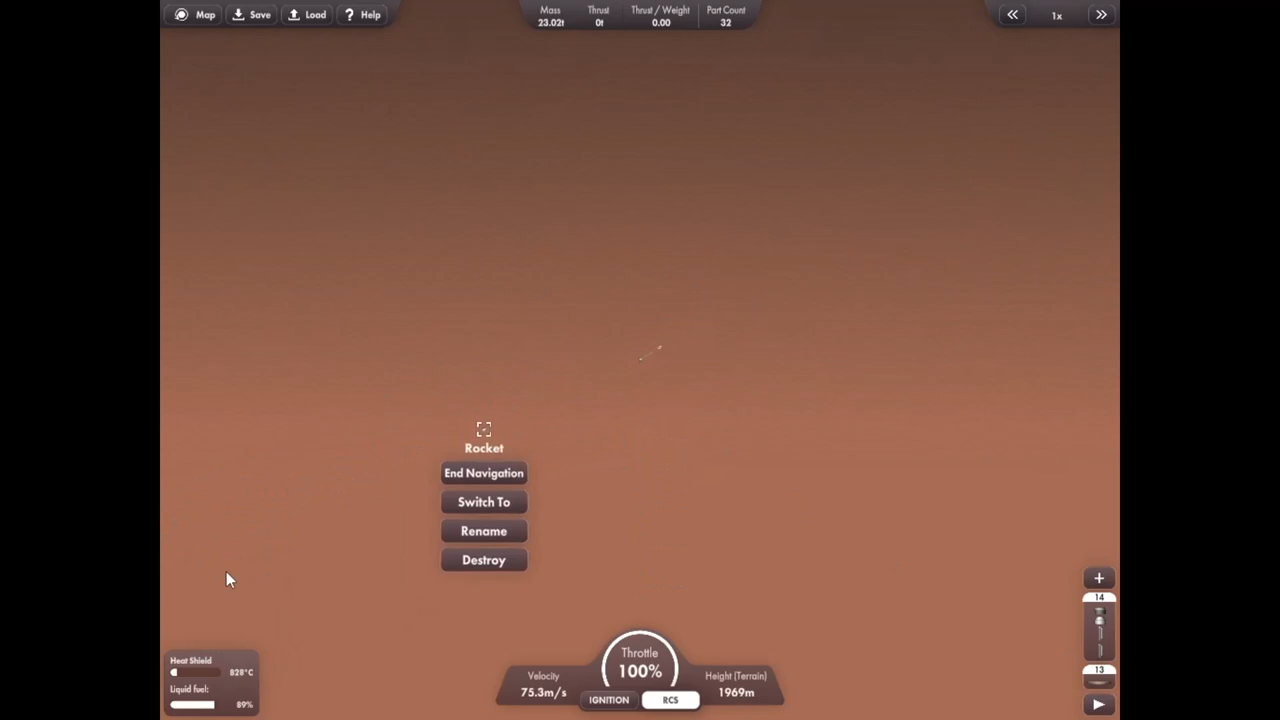 Map Save Load ? Help
Mass Thrust Thrust / Weight Part Count
23.02t 0t 0.00 32
1x
Rocket
End Navigation
Switch To
Rename
Destroy
+
14
Heat Shield
828°C
Liquid fuel:
89%
Throttle
100%
Velocity Height (Terrain)
75.3m/s 1969m
IGNITION RCS
13